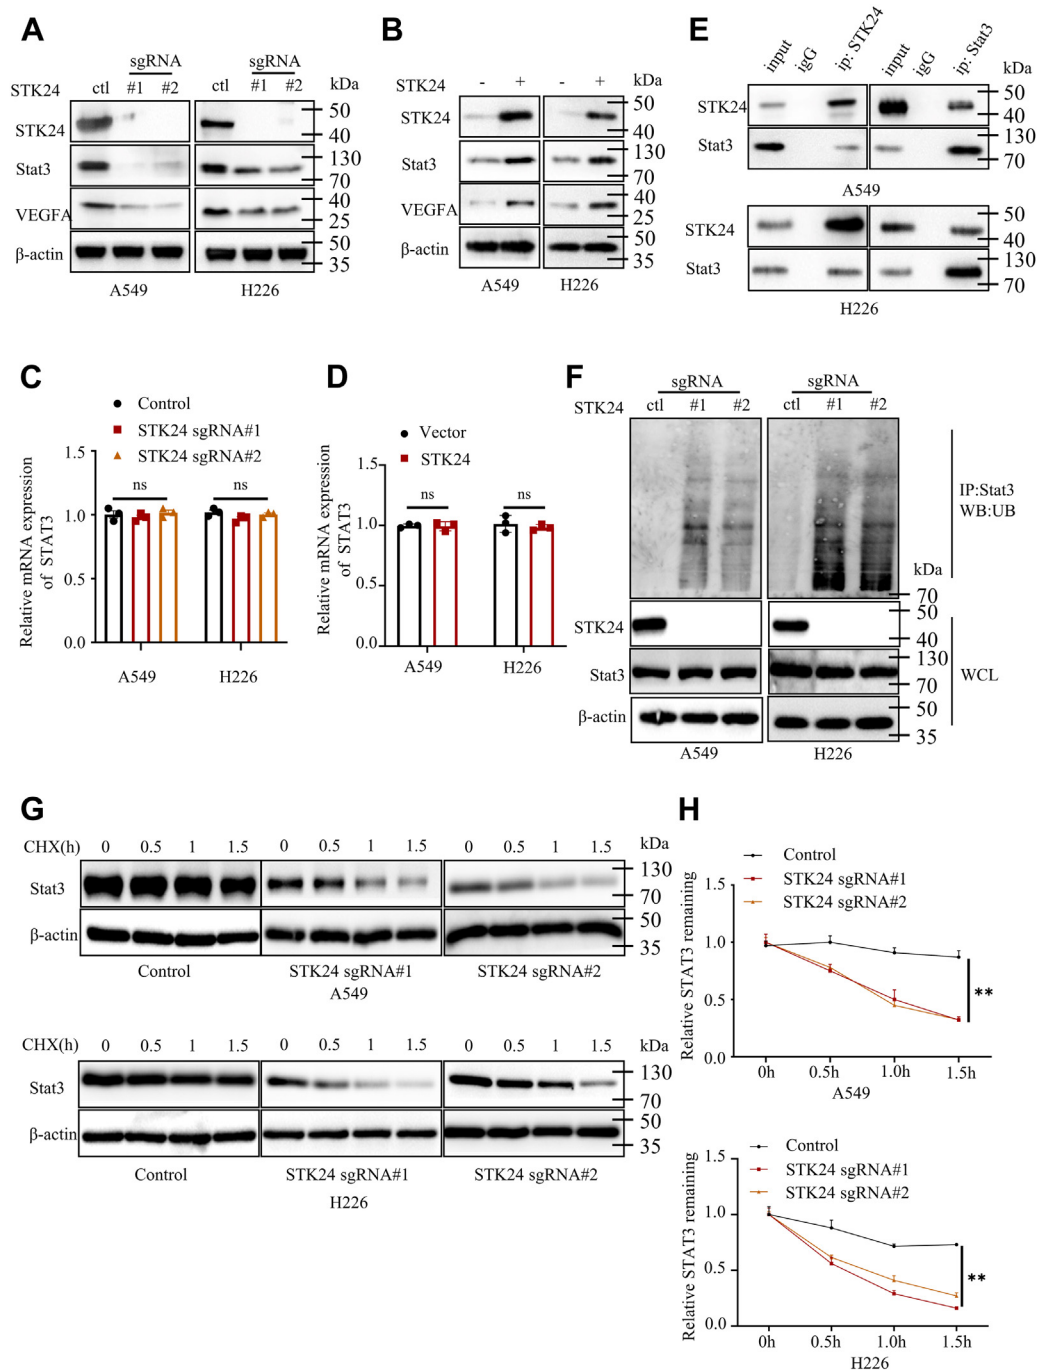 A
sgRNA
STK24 ctl #1 #2 ctl #1 #2 kDa
STK24 50
40
Stat3 130
70
VEGFA 40
25
β-actin 50
35
A549 H226
B
STK24 - + - + kDa
STK24 50
40
Stat3 130
70
VEGFA 40
25
β-actin 50
35
A549 H226
E
input igG ip: STK24 input igG ip: Stat3 kDa
STK24 50
40
Stat3 130
70
A549
STK24 50
40
Stat3 130
70
H226
C
Control
STK24 sgRNA#1
STK24 sgRNA#2
Relative mRNA expression
of STAT3
1.5
1.0
0.5
0.0
ns ns
A549 H226
D
Vector
STK24
Relative mRNA expression
of STAT3
1.5
1.0
0.5
0.0
ns ns
A549 H226
F
sgRNA sgRNA
STK24 ctl #1 #2 ctl #1 #2
IP:Stat3
WB:UB
kDa
70
STK24 50
40
Stat3 130
70
β-actin 50
35
WCL
A549 H226
G
CHX(h) 0 0.5 1 1.5 0 0.5 1 1.5 0 0.5 1 1.5 kDa
Stat3 130
70
β-actin 50
35
Control STK24 sgRNA#1 STK24 sgRNA#2
A549
CHX(h) 0 0.5 1 1.5 0 0.5 1 1.5 0 0.5 1 1.5 kDa
Stat3 130
70
β-actin 50
35
Control STK24 sgRNA#1 STK24 sgRNA#2
H226
H
Control
STK24 sgRNA#1
STK24 sgRNA#2
Relative STAT3 remaining
1.5
1.0
0.5
0.0
**
0h 0.5h 1.0h 1.5h
A549
Control
STK24 sgRNA#1
STK24 sgRNA#2
Relative STAT3 remaining
1.5
1.0
0.5
0.0
**
0h 0.5h 1.0h 1.5h
H226